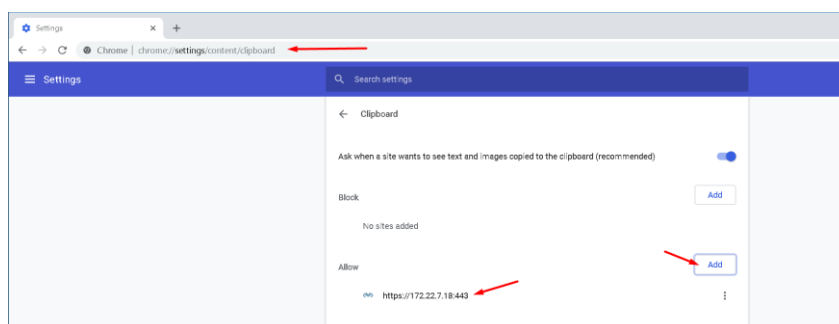 Settings
Chrome | chrome://settings/content/clipboard
Settings
Search settings
Clipboard
Ask when a site wants to see text and images copied to the clipboard (recommended)
Block
Add
No sites added
Allow
Add
https://172.22.7.18:443